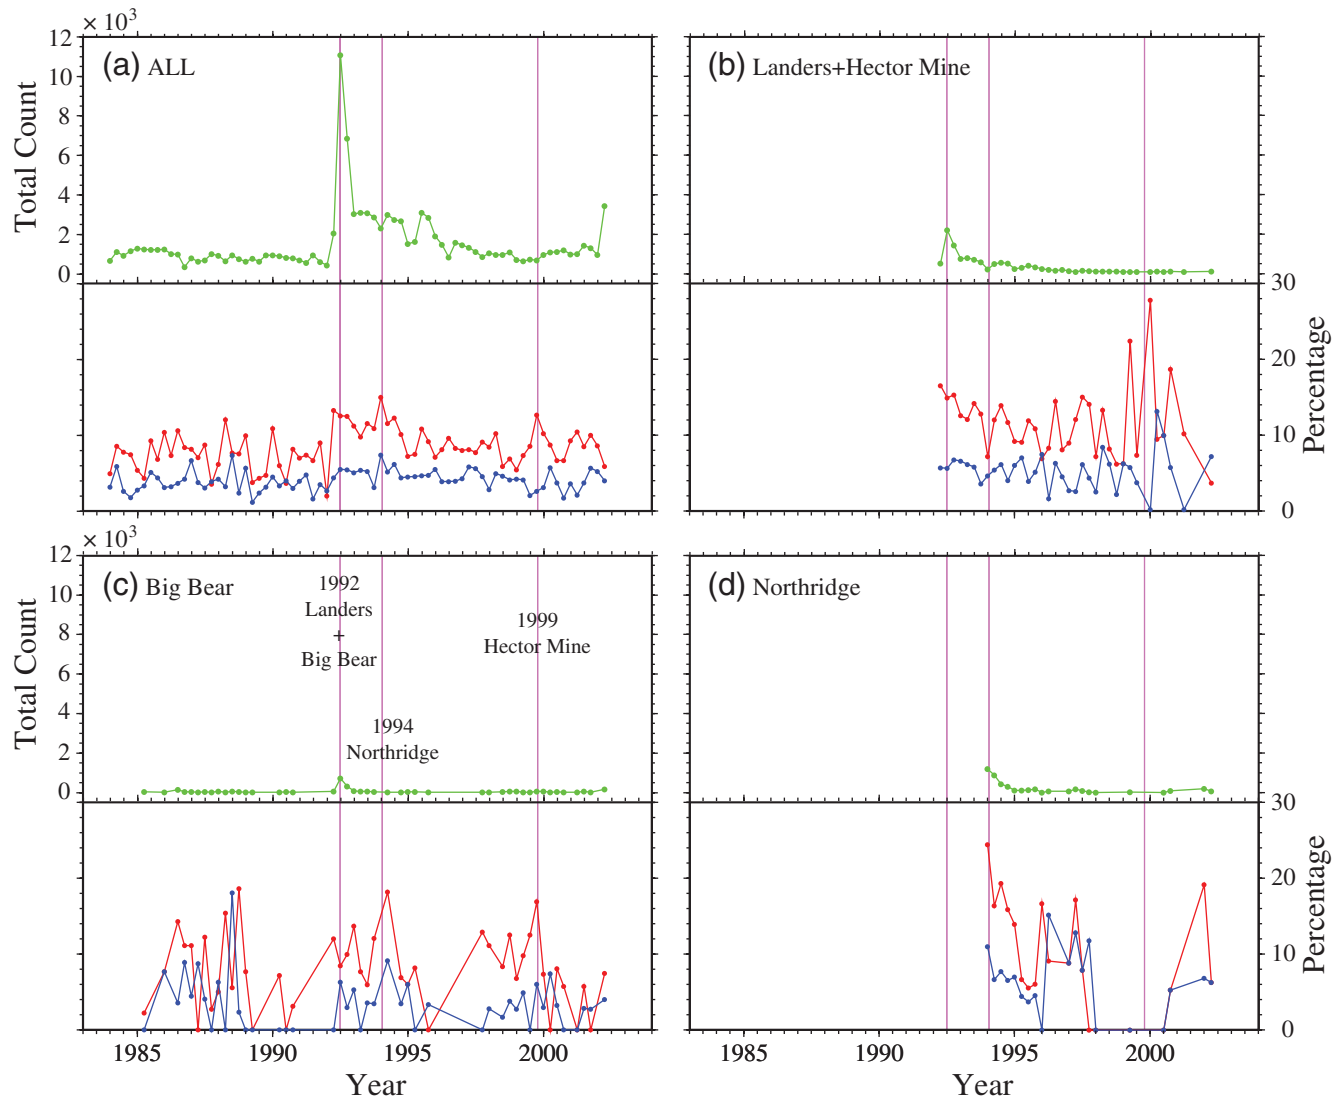 × 10³
12
10
8
6
4
2
0
Total Count
(a) ALL
(b) Landers+Hector Mine
30
20
10
0
Percentage
× 10³
12
10
8
6
4
2
0
Total Count
(c) Big Bear
1992
Landers
+
Big Bear
1999
Hector Mine
1994
Northridge
(d) Northridge
30
20
10
0
Percentage
1985 1990 1995 2000
Year
1985 1990 1995 2000
Year